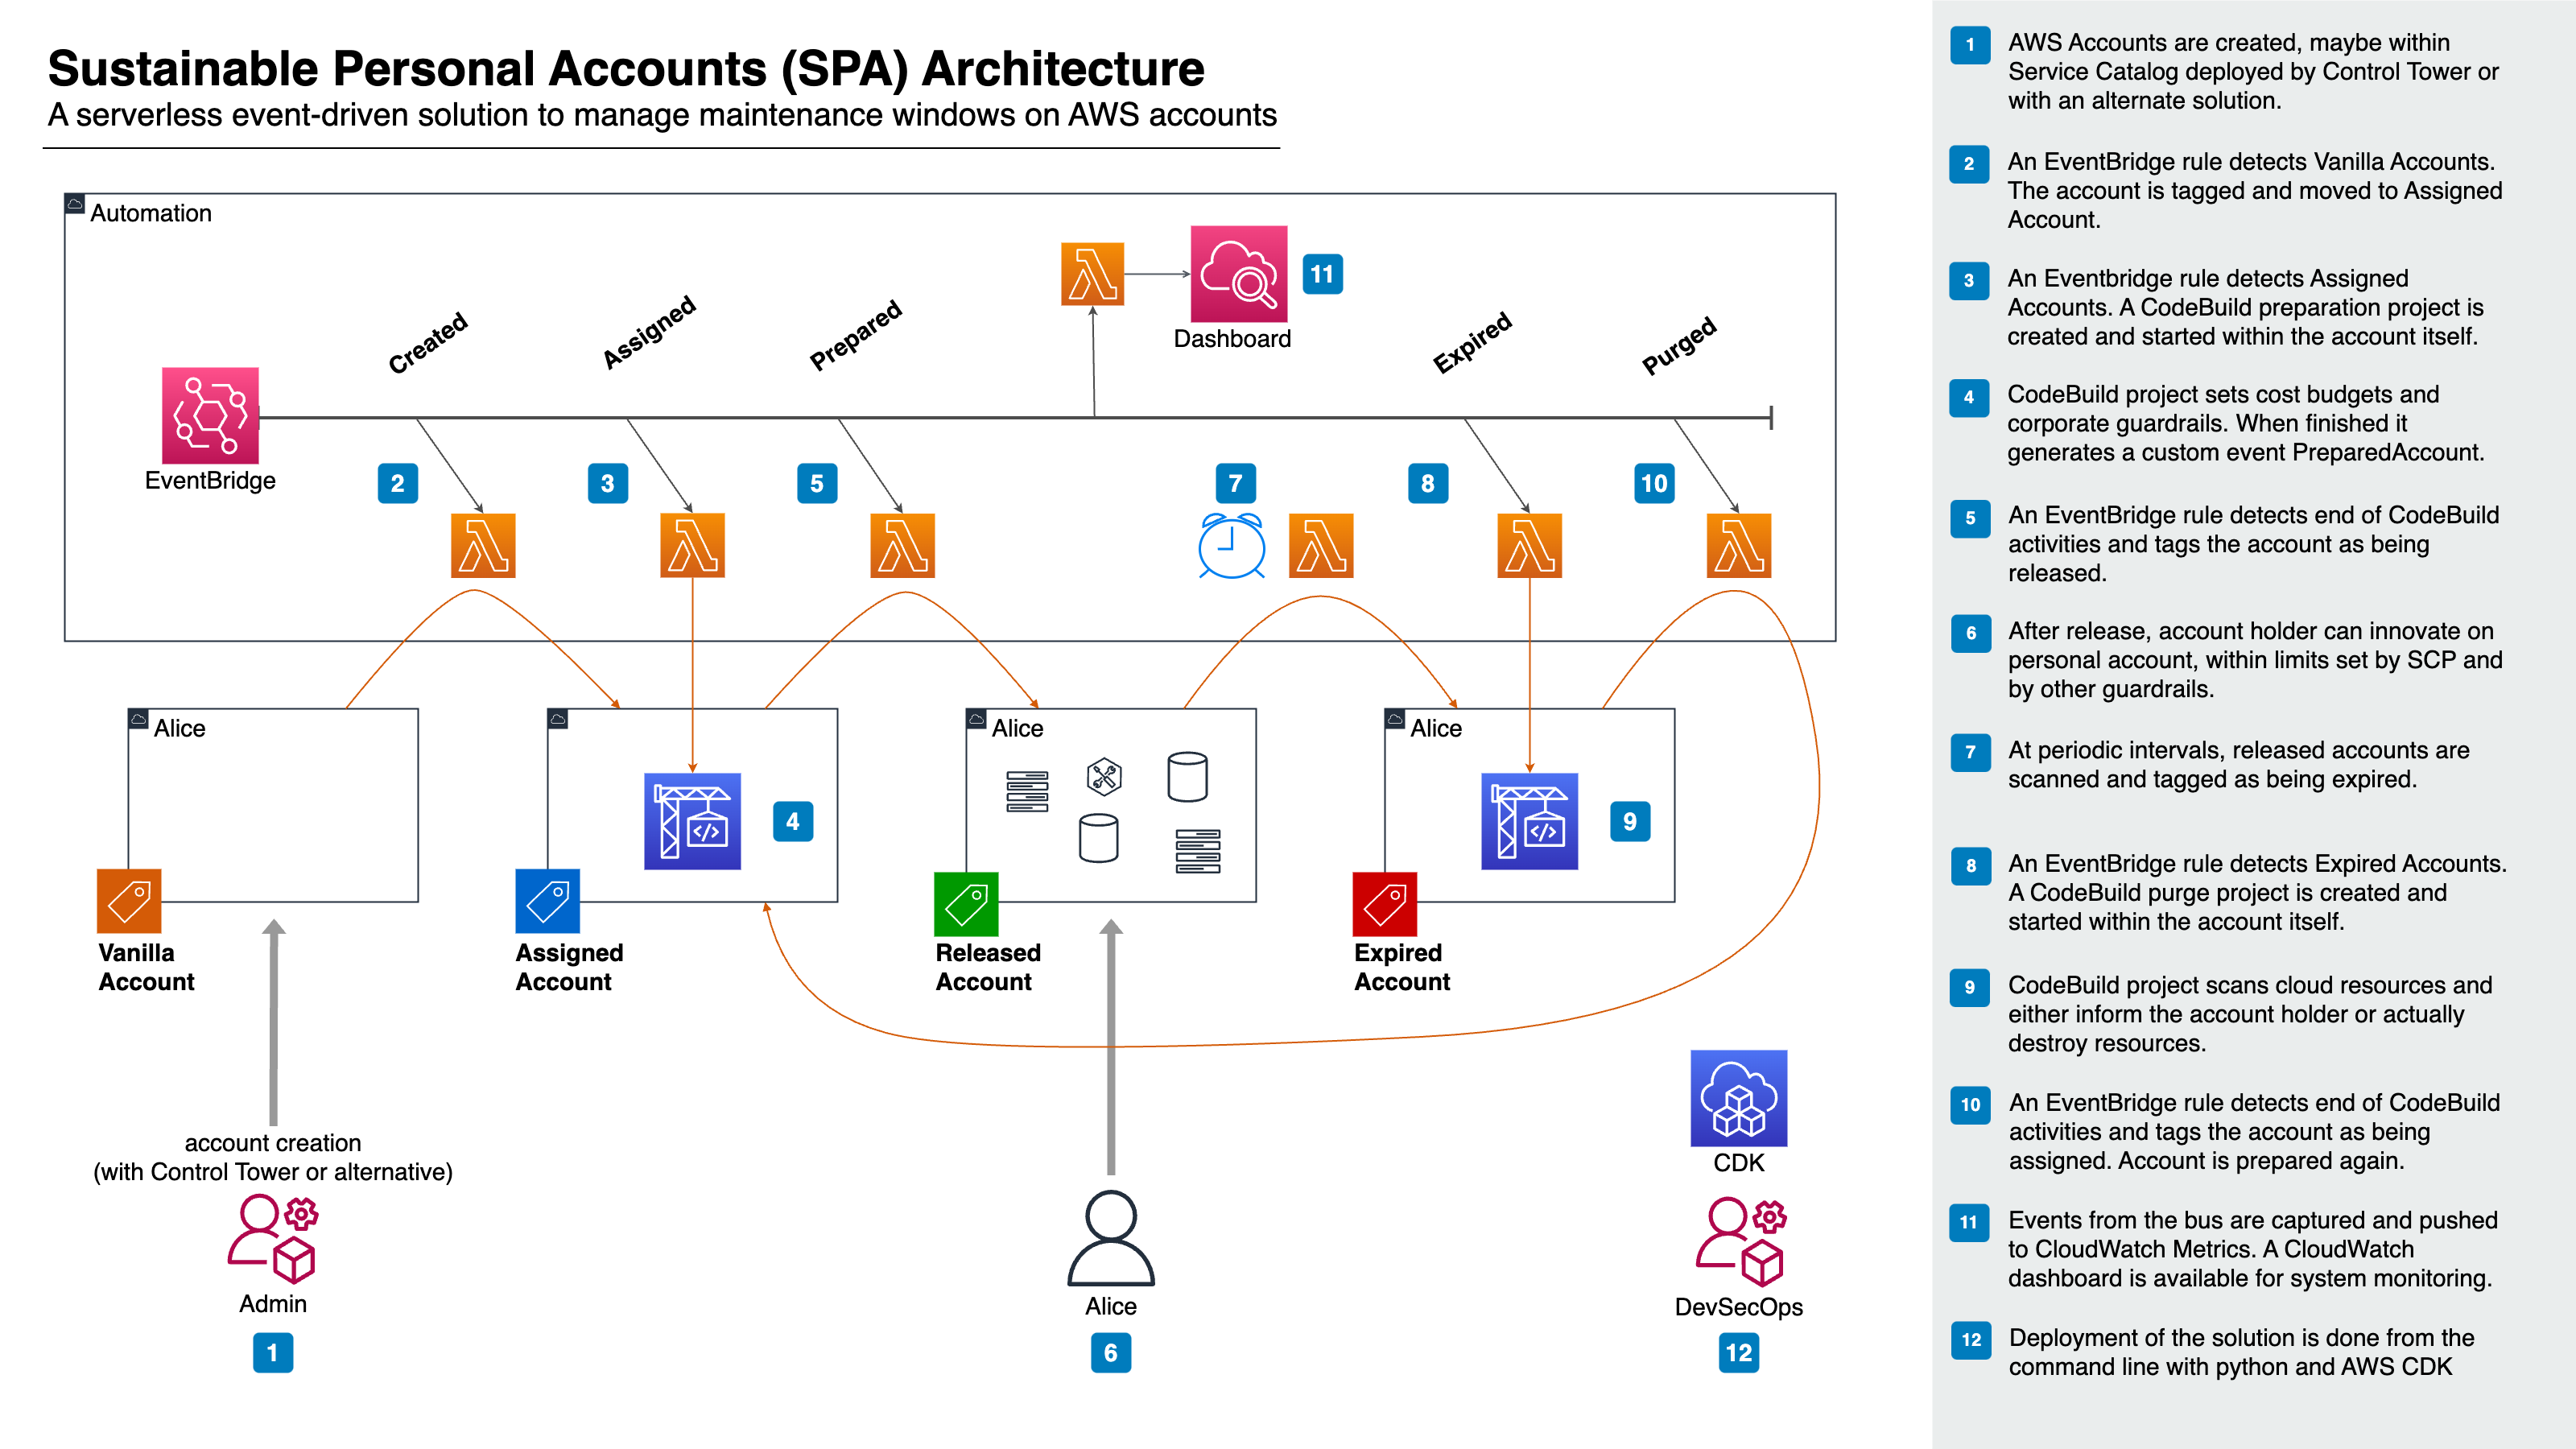 Sustainable Personal Accounts (SPA) Architecture
A serverless event-driven solution to manage maintenance windows on AWS accounts
Automation
11
Dashboard
Created
Assigned
Prepared
Expired
Purged
EventBridge
2
3
5
7
8
10
Alice
Alice
Alice
4
9
Vanilla
Account
Assigned
Account
Released
Account
Expired
Account
account creation
(with Control Tower or alternative)
CDK
Admin
Alice
DevSecOps
1
6
12
1
AWS Accounts are created, maybe within
Service Catalog deployed by Control Tower or
with an alternate solution.
2
An EventBridge rule detects Vanilla Accounts.
The account is tagged and moved to Assigned
Account.
3
An Eventbridge rule detects Assigned
Accounts. A CodeBuild preparation project is
created and started within the account itself.
4
CodeBuild project sets cost budgets and
corporate guardrails. When finished it
generates a custom event PreparedAccount.
5
An EventBridge rule detects end of CodeBuild
activities and tags the account as being
released.
6
After release, account holder can innovate on
personal account, within limits set by SCP and
by other guardrails.
7
At periodic intervals, released accounts are
scanned and tagged as being expired.
8
An EventBridge rule detects Expired Accounts.
A CodeBuild purge project is created and
started within the account itself.
9
CodeBuild project scans cloud resources and
either inform the account holder or actually
destroy resources.
10
An EventBridge rule detects end of CodeBuild
activities and tags the account as being
assigned. Account is prepared again.
11
Events from the bus are captured and pushed
to CloudWatch Metrics. A CloudWatch
dashboard is available for system monitoring.
12
Deployment of the solution is done from the
command line with python and AWS CDK